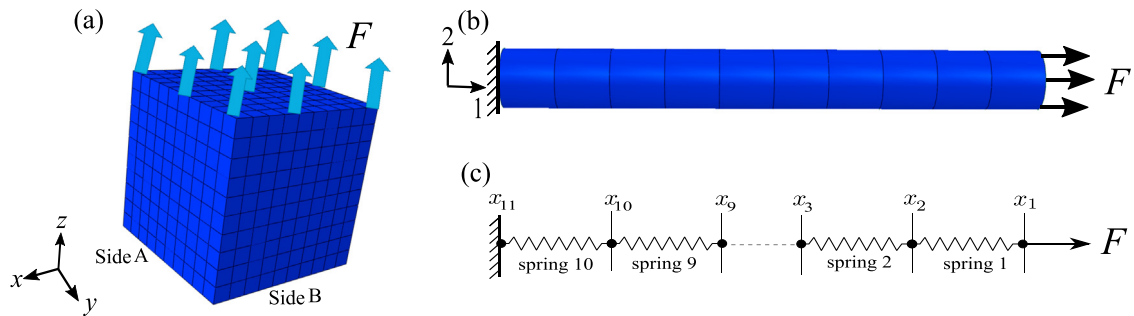 (a)
F
Side A
Side B
z
x
y
(b)
2
1
F
(c)
x11 x10 x9 x3 x2 x1
F
spring 10 spring 9 spring 2 spring 1